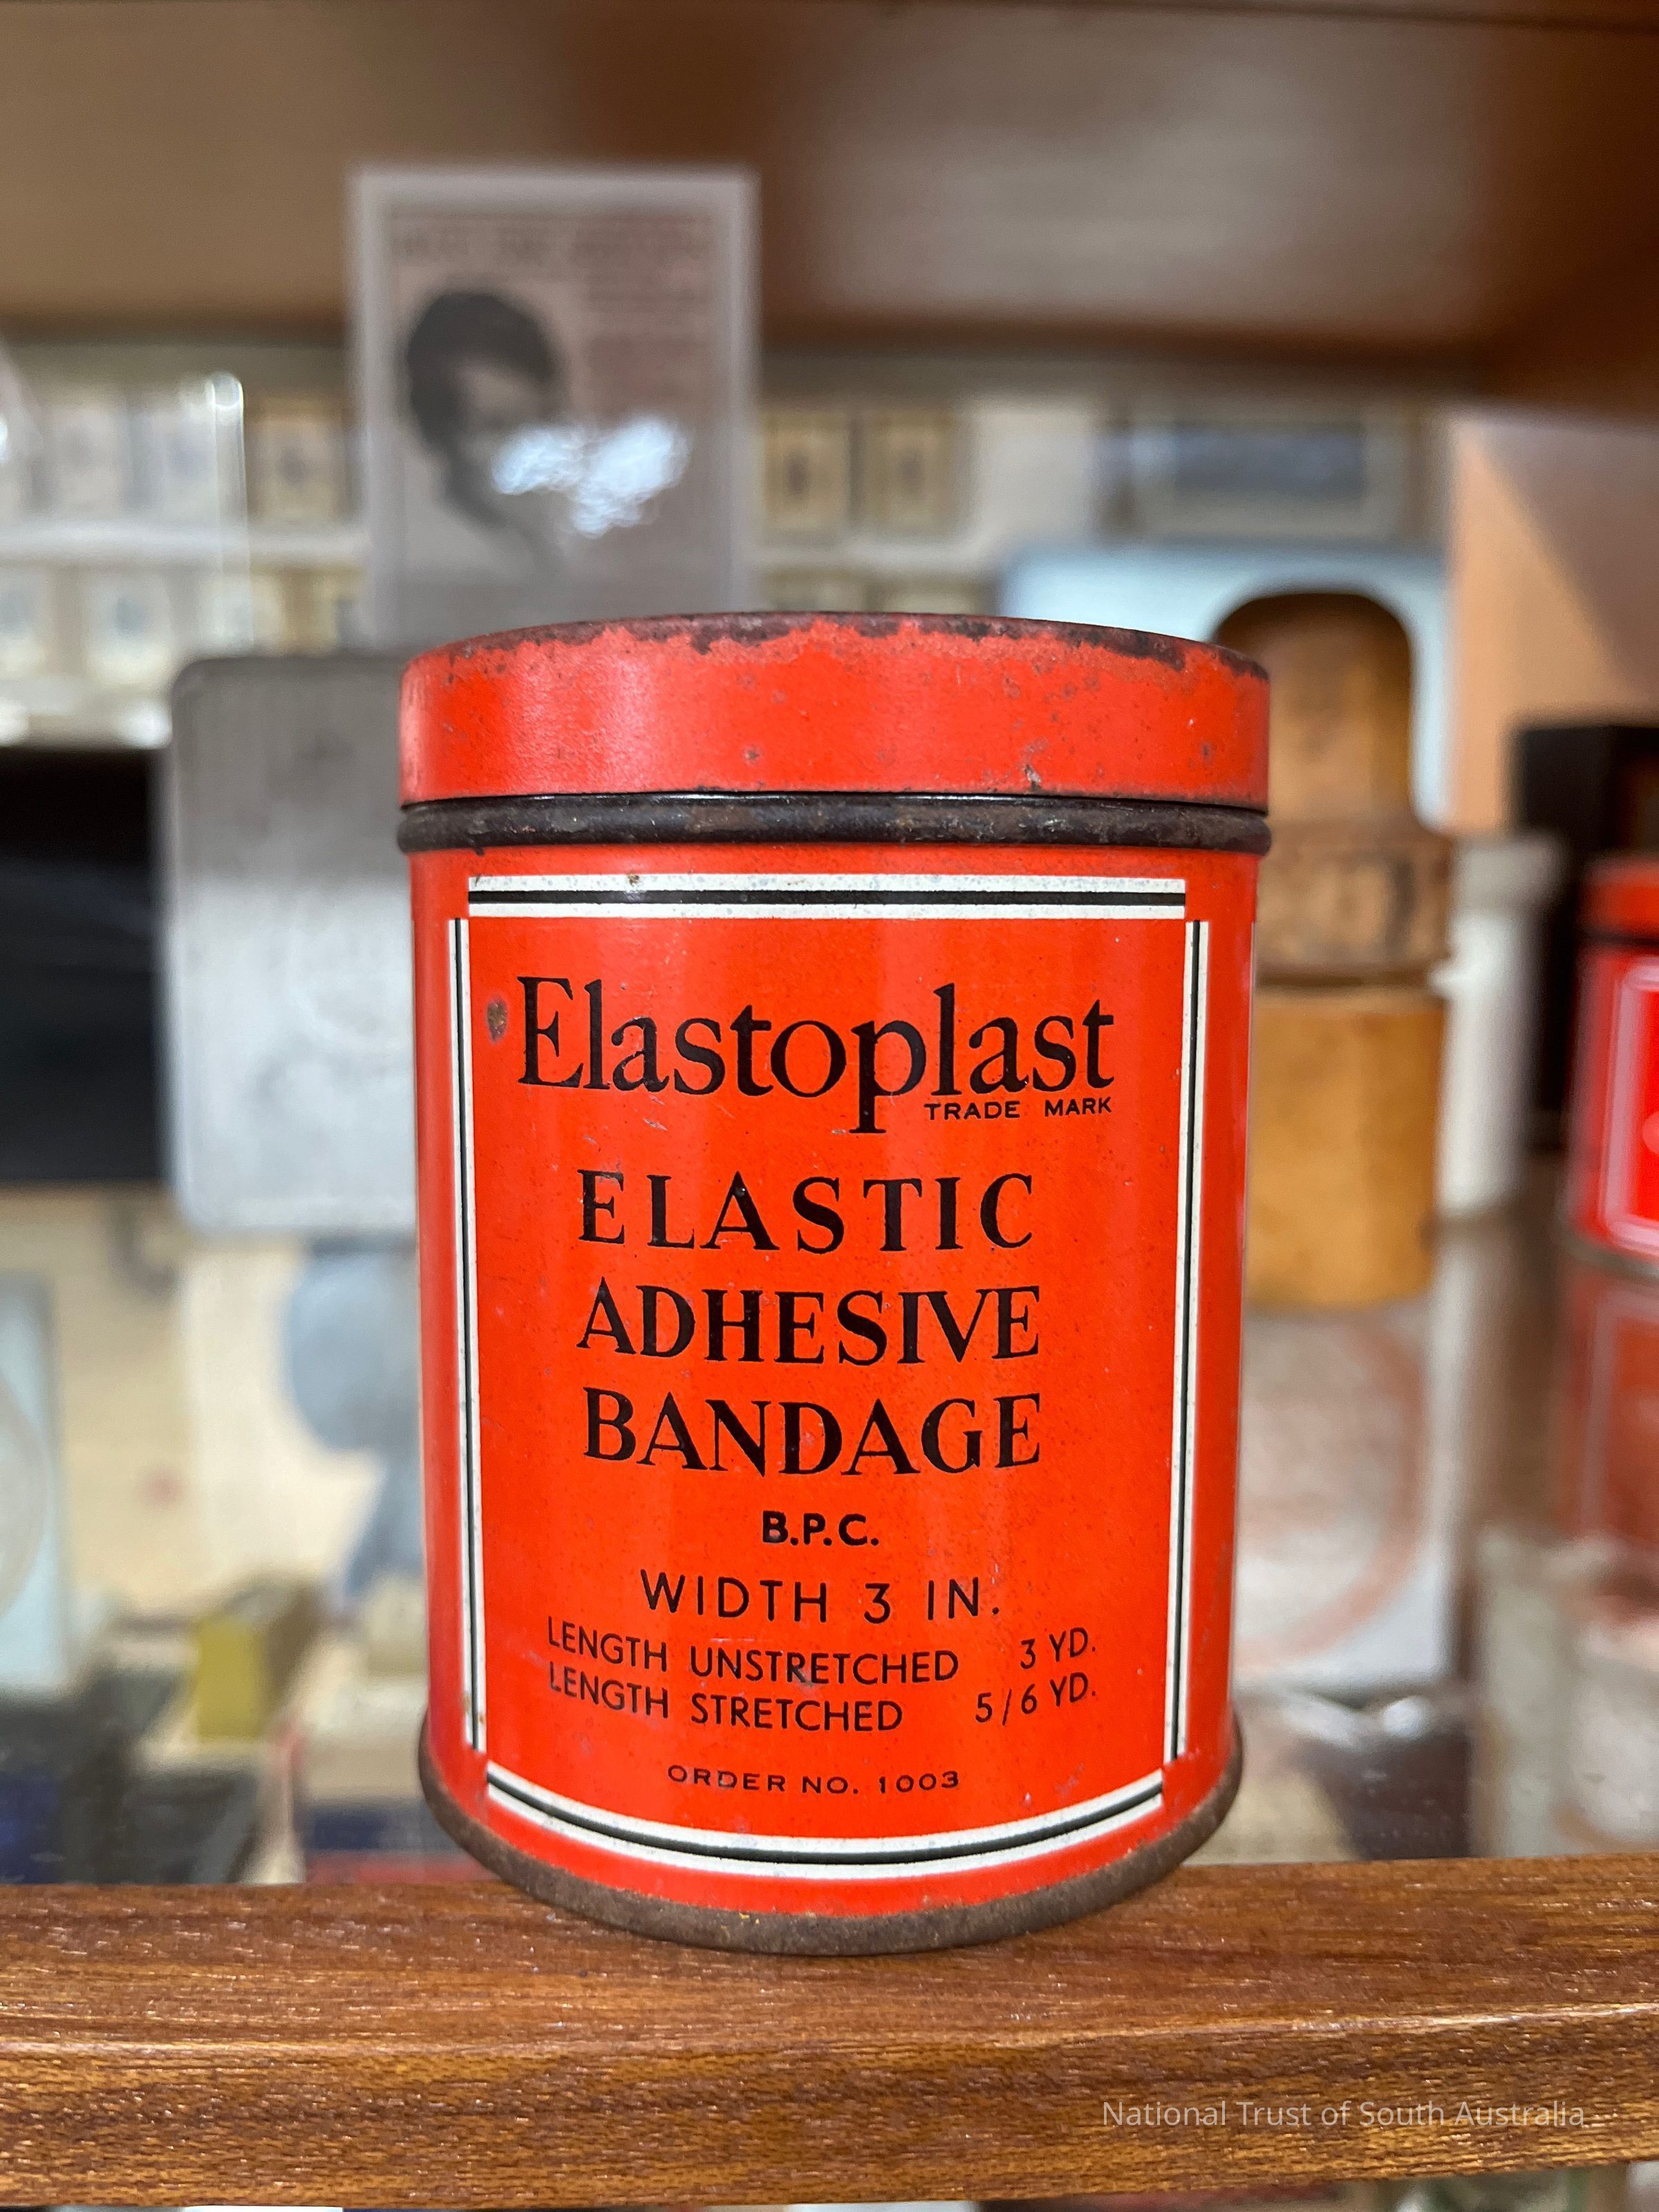 Elastoplast
TRADE MARK
ELASTIC
ADHESIVE
BANDAGE
B.P.C.
WIDTH 3 IN.
LENGTH UNSTRETCHED 3 YD.
LENGTH STRETCHED 5/6 YD.
ORDER NO. 1003
National Trust of South Australia